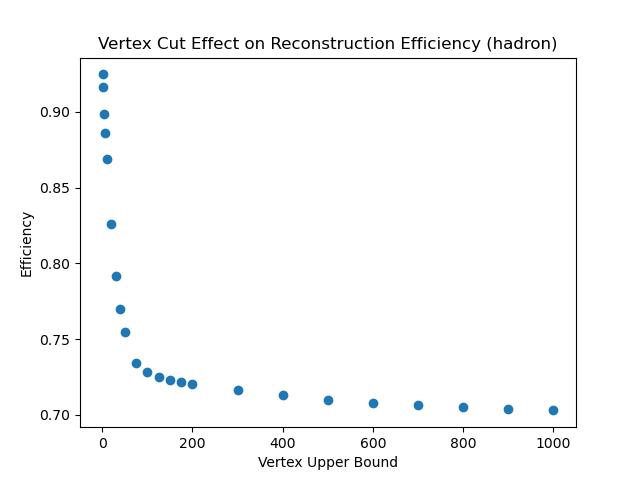 Vertex Cut Effect on Reconstruction Efficiency (hadron)
0.90
0.85
0.80
0.75
0.70
Efficiency
0 200 400 600 800 1000
Vertex Upper Bound